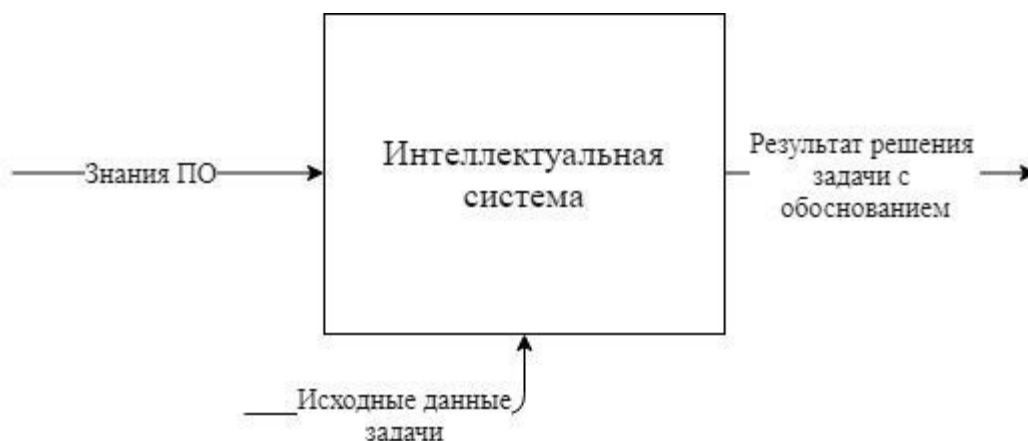 Знания ПО
Интеллектуальная
система
Результат решения
задачи с
обоснованием
Исходные данные
задачи